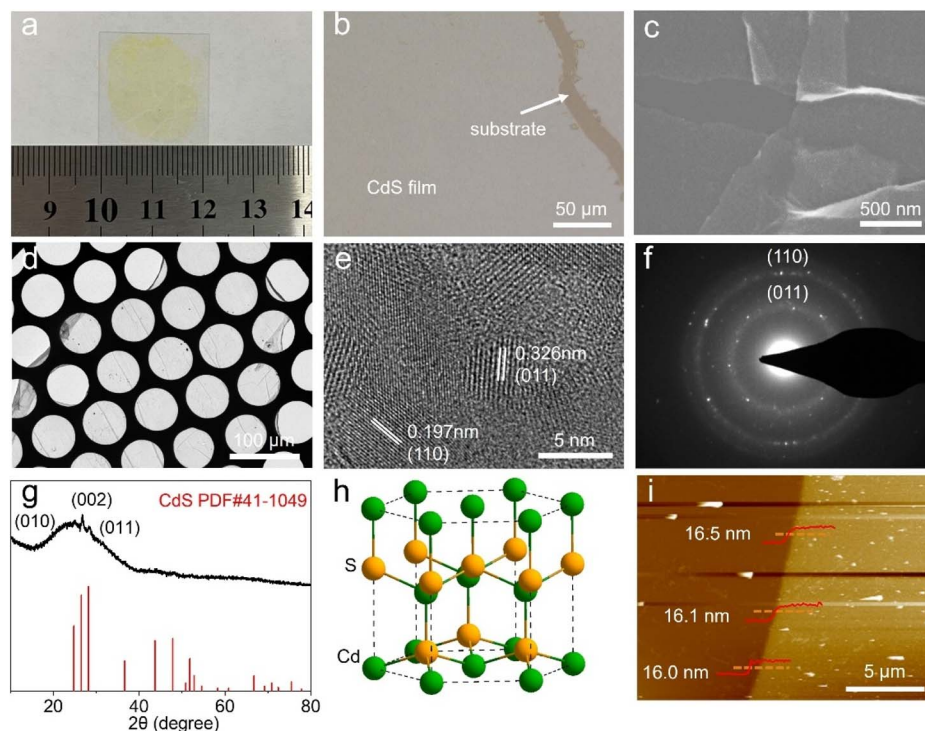 a
9 10 11 12 13 14
b
substrate
CdS film
50 μm
c
500 nm
d
100 μm
e
0.326nm
(011)
0.197nm
(110)
5 nm
f
(110)
(011)
g
CdS PDF#41-1049
(002)
(010)
(011)
10 20 40 60 80
2θ (degree)
h
S
Cd
i
16.5 nm
16.1 nm
16.0 nm
5 μm